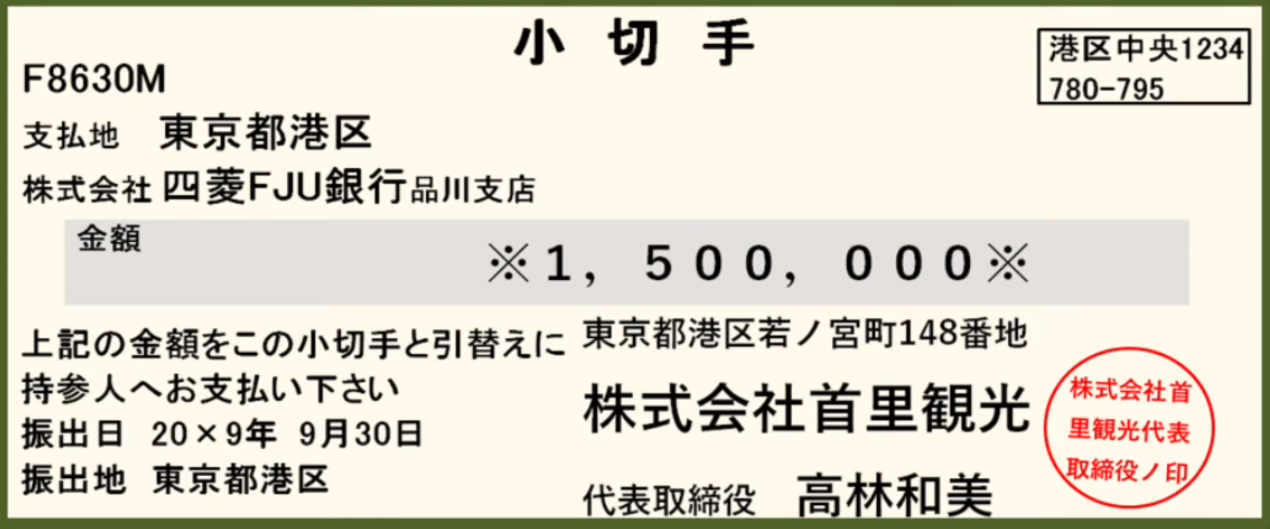 小切手
港区中央1234
780-795
F8630M
支払地 東京都港区
株式会社 四菱FJU銀行品川支店
金額
※1，５００，０００※
上記の金額をこの小切手と引替えに
持参人へお支払い下さい
振出日 20×9年 9月30日
振出地 東京都港区
東京都港区若ノ宮町148番地
株式会社首里観光
代表取締役 高林和美
株式会社首
里観光代表
取締役ノ印